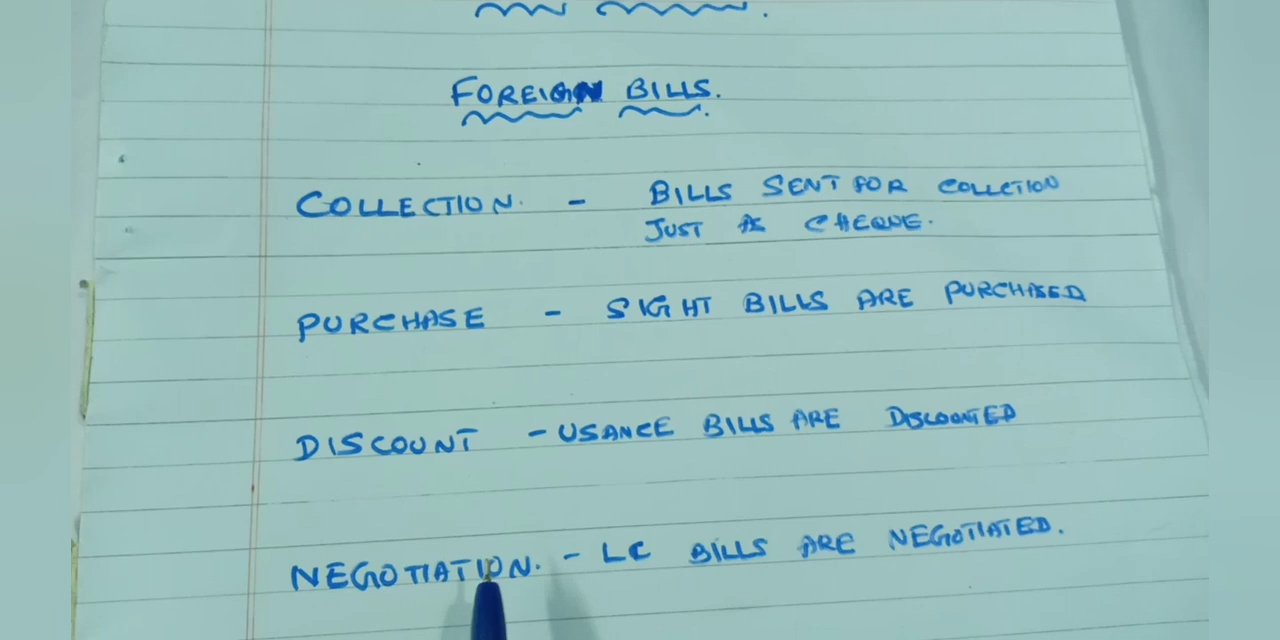 FOREIGN BILLS.
COLLECTION. - BILLS SENT FOR COLLCTION
JUST AS CHEQUE.
PURCHASE - SIGHT BILLS ARE PURCHASED
DISCOUNT - USANCE BILLS ARE DISCOUNTED
NEGOTIATION. - LC BILLS ARE NEGOTIATED.